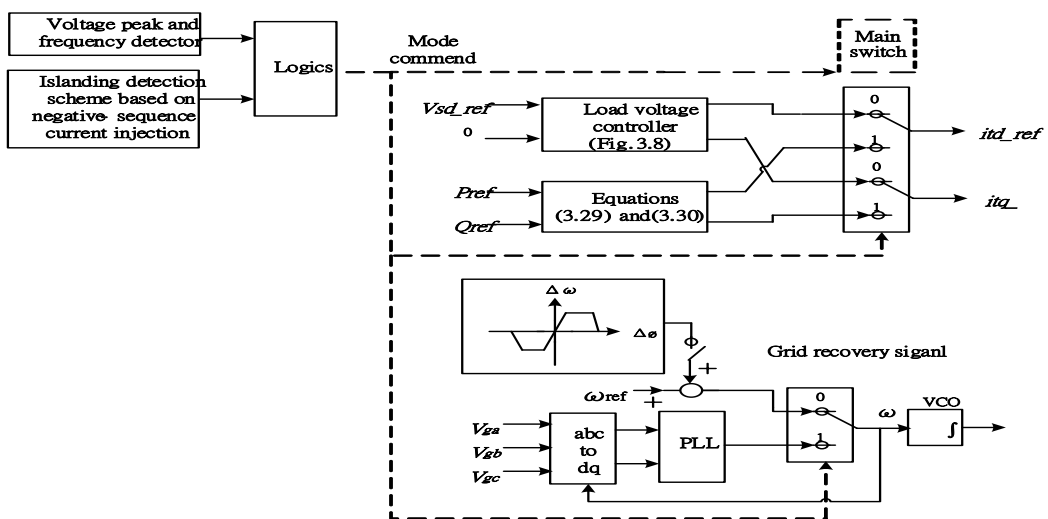 Voltage peak and
frequency detector
Islanding detection
scheme based on
negative- sequence
current injection
Logics
Mode
commend
Main
switch
Vsd_ref
0
Load voltage
controller
(Fig. 3.8)
Pref
Qref
Equations
(3.29) and(3.30)
0
1
0
1
itd_ref
itq_
Δ ω
Δø
+
Grid recovery siganl
ω ref
+
Vga
Vgb
Vgc
abc
to
dq
PLL
0
1
ω
VCO
∫